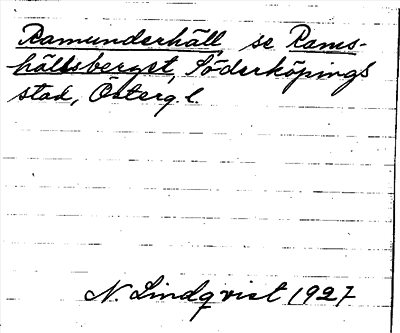 Ramunderhäll, se Rams-
hällsberget, Söderköpings
stad, Österg. l.
N. Lindqvist 1927